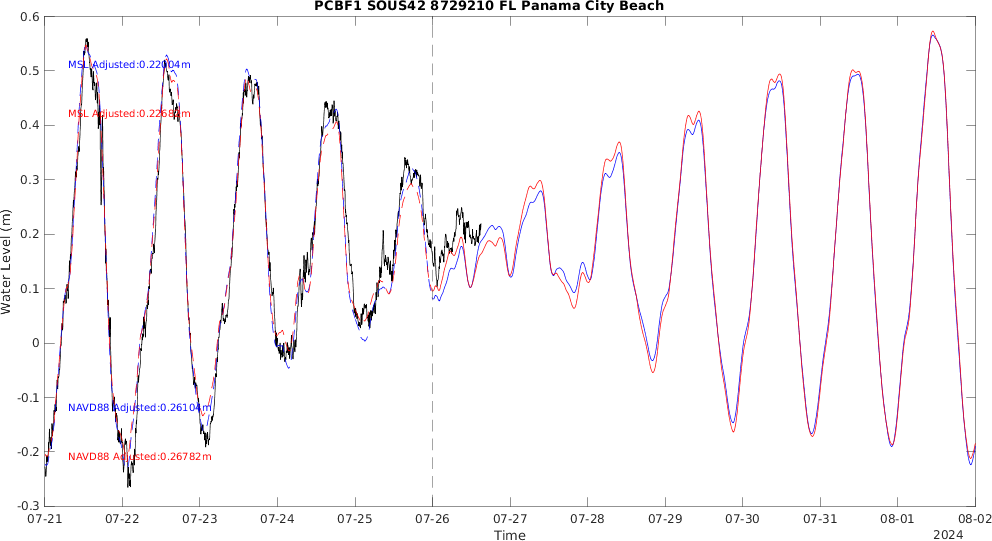 PCBF1 SOUS42 8729210 FL Panama City Beach
Water Level (m)
0.6
0.5
0.4
0.3
0.2
0.1
0
-0.1
-0.2
-0.3
MSL Adjusted:0.22004m
MSL Adjusted:
NAVD88 Adjusted:0.26104m
NAVD88 Adjusted:0.26782m
07-21 07-22 07-23 07-24 07-25 07-26 07-27 07-28 07-29 07-30 07-31 08-01 08-02
Time
2024